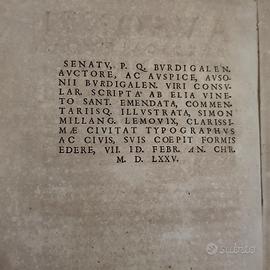 SENATV, P. Q. BVRDIGALEN.
AVCTORE, AC AVSPICE, AVSO-
NII BVRDIGALEN. VIRI CONSV-
LAR. SCRIPTA AB ELIA VINE-
TO SANT. EMENDATA, COMMEN-
TARIISQ. ILLVSTRATA, SIMON
MILLANG. LEMOVIX, CLARISSI-
MÆ CIVITAT TYPOGRAPHVS
AC CIVIS, SVIS COEPIT FORMIS
EDERE, VII. ID. FEBR. AN. CHR.
M. D. LXXV.
subito